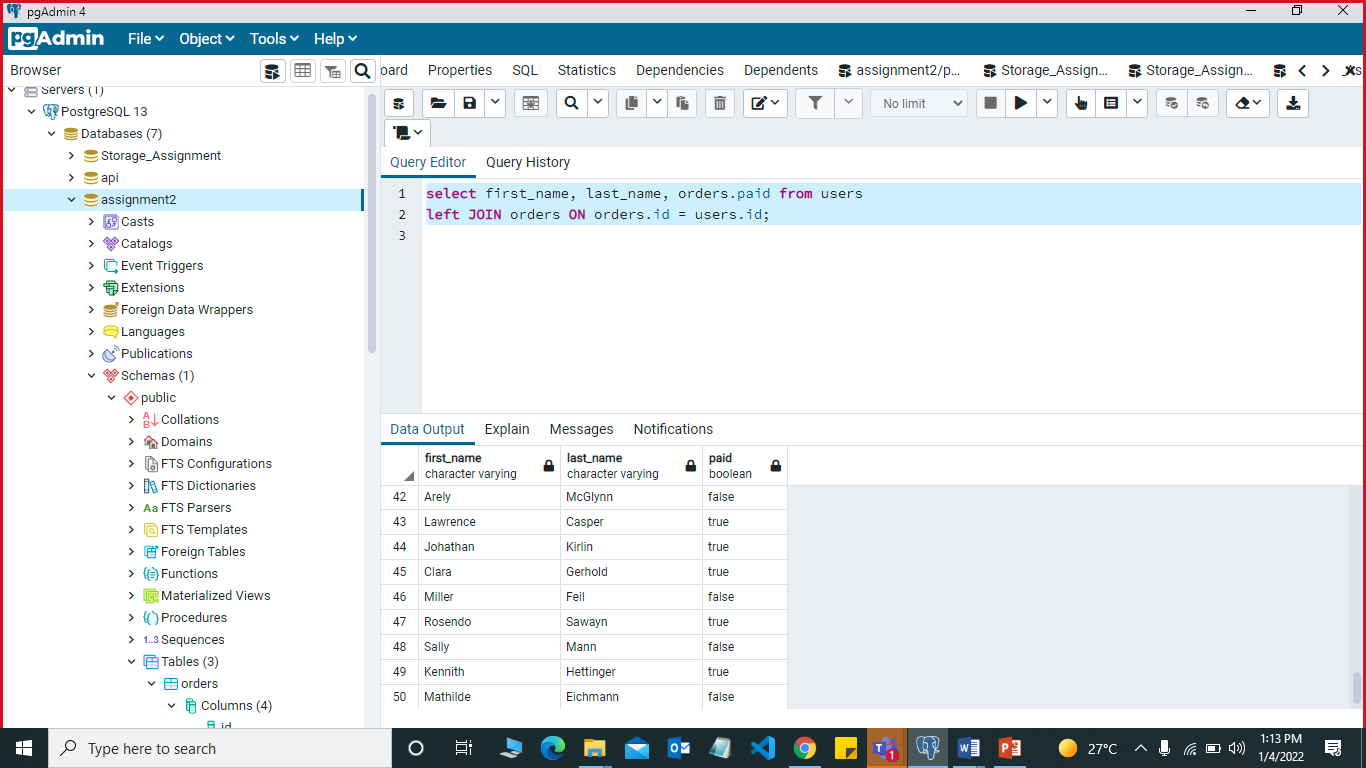 pgAdmin 4
pgAdmin File Object Tools Help
Browser
oard Properties SQL Statistics Dependencies Dependents assignment2/p... Storage_Assign... Storage_Assign...
Servers (1)
PostgreSQL 13
Databases (7)
Storage_Assignment
api
assignment2
Casts
Catalogs
Event Triggers
Extensions
Foreign Data Wrappers
Languages
Publications
Schemas (1)
public
Collations
Domains
FTS Configurations
FTS Dictionaries
FTS Parsers
FTS Templates
Foreign Tables
Functions
Materialized Views
Procedures
1..3 Sequences
Tables (3)
orders
Columns (4)
id
No limit
Query Editor Query History
1 select first_name, last_name, orders.paid from users
2 left JOIN orders ON orders.id = users.id;
3
Data Output Explain Messages Notifications
first_name last_name paid
character varying character varying boolean
42 Arely McGlynn false
43 Lawrence Casper true
44 Johathan Kirlin true
45 Clara Gerhold true
46 Miller Feil false
47 Rosendo Sawayn true
48 Sally Mann false
49 Kennith Hettinger true
50 Mathilde Eichmann false
Type here to search
27°C
1:13 PM
1/4/2022